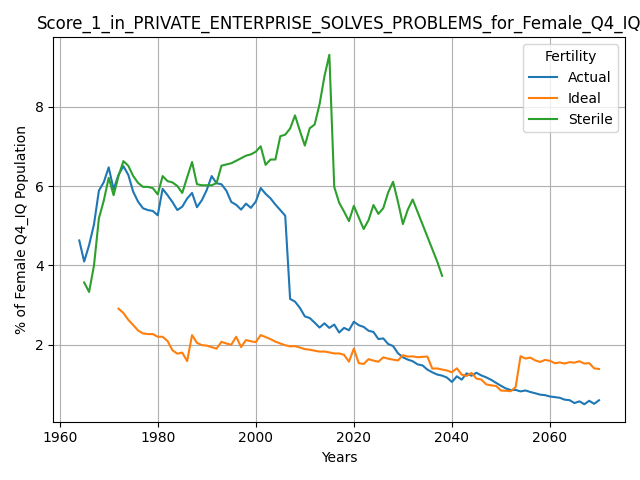 Score_1_in_PRIVATE_ENTERPRISE_SOLVES_PROBLEMS_for_Female_Q4_IQ
% of Female Q4_IQ Population
8
6
4
2
Fertility
Actual
Ideal
Sterile
1960 1980 2000 2020 2040 2060
Years